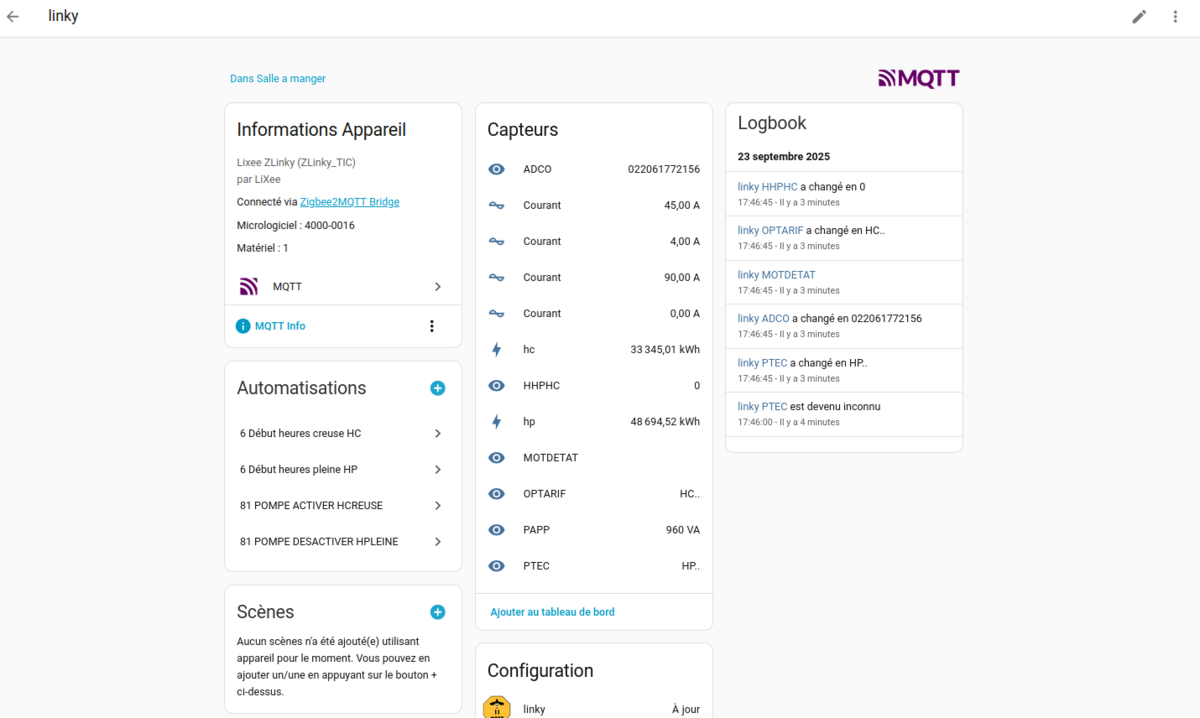 linky
Dans Salle a manger
MQTT
Informations Appareil
Lixee ZLinky (ZLinky_TIC)
par LiXee
Connecté via Zigbee2MQTT Bridge
Micrologiciel : 4000-0016
Matériel : 1
MQTT
MQTT Info
Automatisations
6 Début heures creuse HC
6 Début heures pleine HP
81 POMPE ACTIVER HCREUSE
81 POMPE DESACTIVER HPLEINE
Scènes
Aucun scènes n'a été ajouté(e) utilisant
appareil pour le moment. Vous pouvez en
ajouter un/une en appuyant sur le bouton +
ci-dessus.
Capteurs
ADCO 022061772156
Courant 45,00 A
Courant 4,00 A
Courant 90,00 A
Courant 0,00 A
hc 33 345,01 kWh
HHPHC 0
hp 48 694,52 kWh
MOTDETAT
OPTARIF HC..
PAPP 960 VA
PTEC HP..
Ajouter au tableau de bord
Configuration
linky À jour
Logbook
23 septembre 2025
linky HHPHC a changé en 0
17:46:45 - Il y a 3 minutes
linky OPTARIF a changé en HC..
17:46:45 - Il y a 3 minutes
linky MOTDETAT
17:46:45 - Il y a 3 minutes
linky ADCO a changé en 022061772156
17:46:45 - Il y a 3 minutes
linky PTEC a changé en HP..
17:46:45 - Il y a 3 minutes
linky PTEC est devenu inconnu
17:46:00 - Il y a 4 minutes